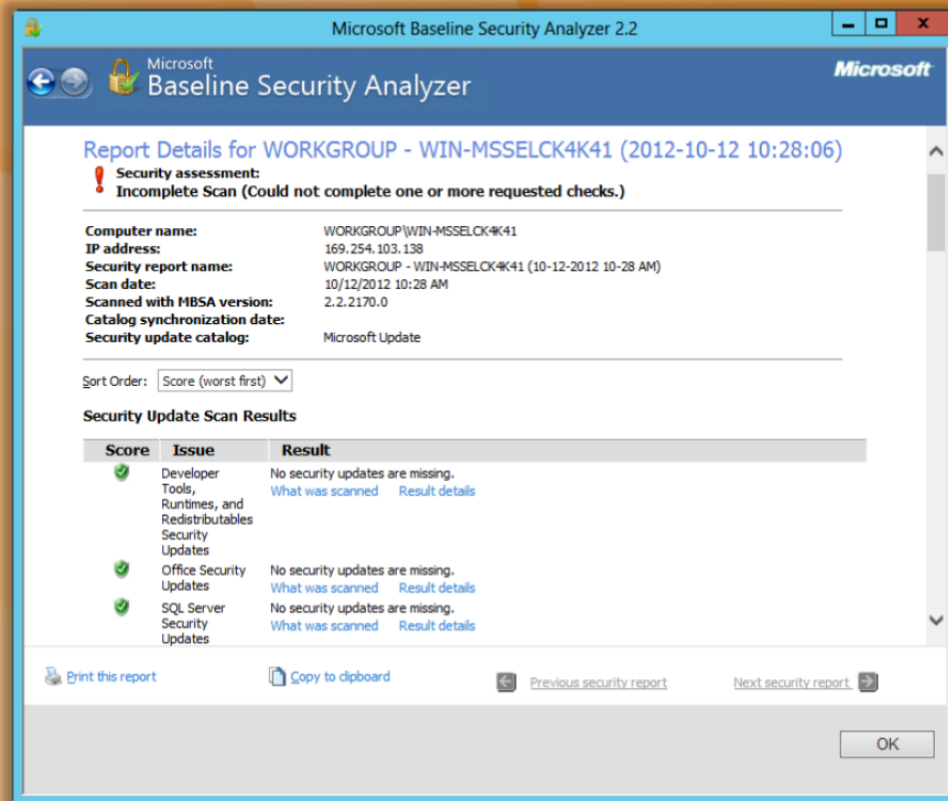 Microsoft Baseline Security Analyzer 2.2
Microsoft
Baseline Security Analyzer
Microsoft
Report Details for WORKGROUP - WIN-MSSELCK4K41 (2012-10-12 10:28:06)
Security assessment:
Incomplete Scan (Could not complete one or more requested checks.)
Computer name: WORKGROUP\WIN-MSSELCK4K41
IP address: 169.254.103.138
Security report name: WORKGROUP - WIN-MSSELCK4K41 (10-12-2012 10-28 AM)
Scan date: 10/12/2012 10:28 AM
Scanned with MBSA version: 2.2.2170.0
Catalog synchronization date:
Security update catalog: Microsoft Update
Sort Order: Score (worst first)
Security Update Scan Results
Score Issue Result
Developer No security updates are missing.
Tools, What was scanned Result details
Runtimes, and
Redistributables
Security
Updates
Office Security No security updates are missing.
Updates What was scanned Result details
SQL Server No security updates are missing.
Security What was scanned Result details
Updates
Print this report Copy to clipboard Previous security report Next security report
OK